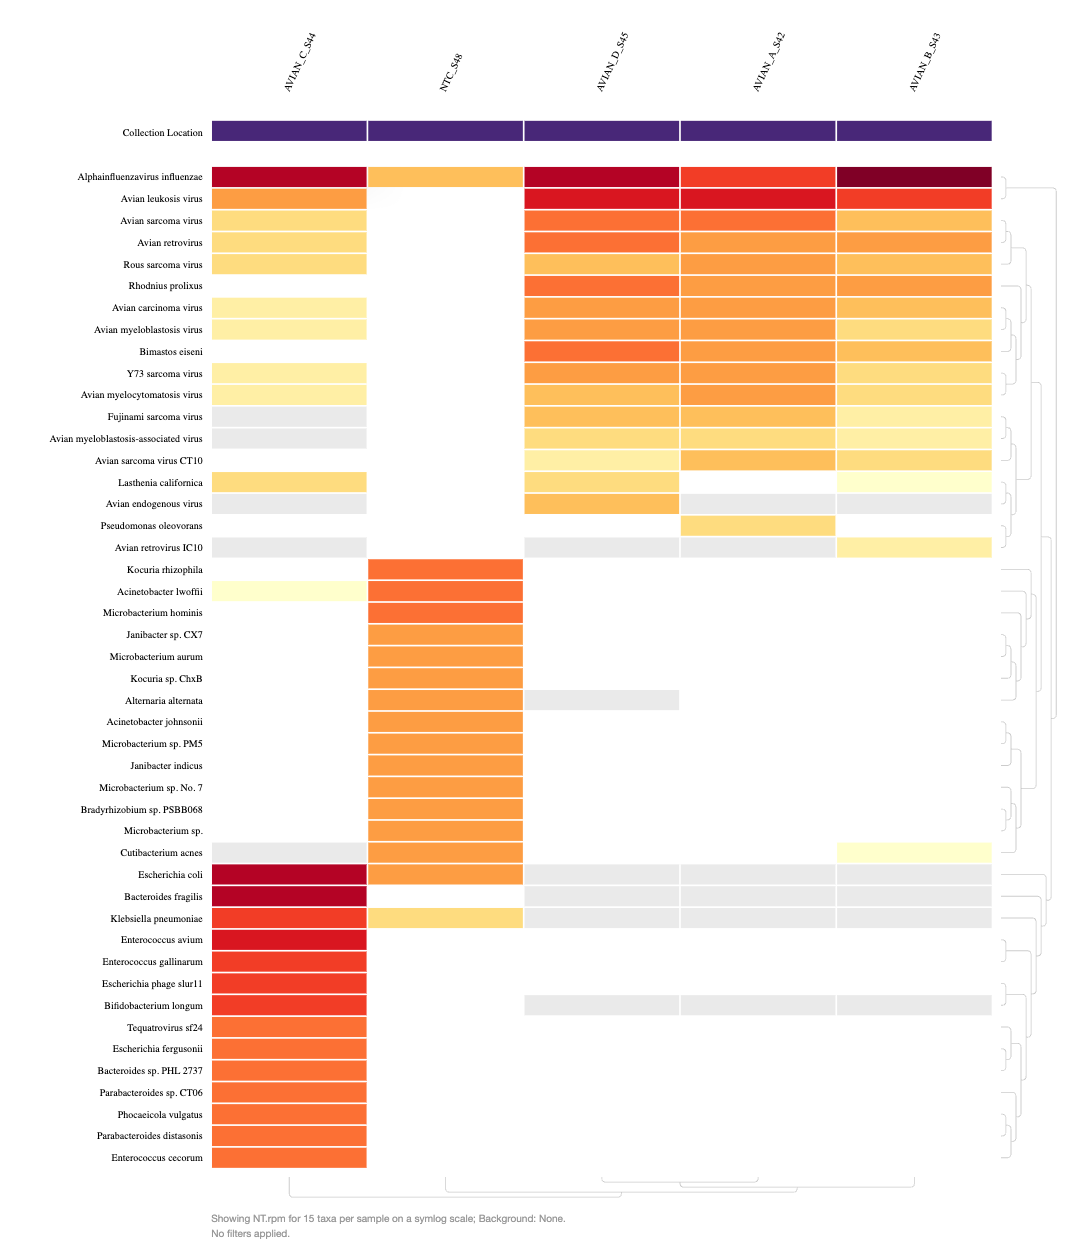 AVIAN_C_S44
NTC_S48
AVIAN_D_S45
AVIAN_A_S42
AVIAN_B_S43
Collection Location
Alphainfluenzavirus influenzae
Avian leukosis virus
Avian sarcoma virus
Avian retrovirus
Rous sarcoma virus
Rhodnius prolixus
Avian carcinoma virus
Avian myeloblastosis virus
Bimastos eiseni
Y73 sarcoma virus
Avian myelocytomatosis virus
Fujinami sarcoma virus
Avian myeloblastosis-associated virus
Avian sarcoma virus CT10
Lasthenia californica
Avian endogenous virus
Pseudomonas oleovorans
Avian retrovirus IC10
Kocuria rhizophila
Acinetobacter lwoffii
Microbacterium hominis
Janibacter sp. CX7
Microbacterium aurum
Kocuria sp. ChxB
Alternaria alternata
Acinetobacter johnsonii
Microbacterium sp. PM5
Janibacter indicus
Microbacterium sp. No. 7
Bradyrhizobium sp. PSBB068
Microbacterium sp.
Cutibacterium acnes
Escherichia coli
Bacteroides fragilis
Klebsiella pneumoniae
Enterococcus avium
Enterococcus gallinarum
Escherichia phage slur11
Bifidobacterium longum
Tequatrovirus sf24
Escherichia fergusonii
Bacteroides sp. PHL 2737
Parabacteroides sp. CT06
Phocaeicola vulgatus
Parabacteroides distasonis
Enterococcus cecorum
Showing NT.rpm for 15 taxa per sample on a symlog scale; Background: None.
No filters applied.